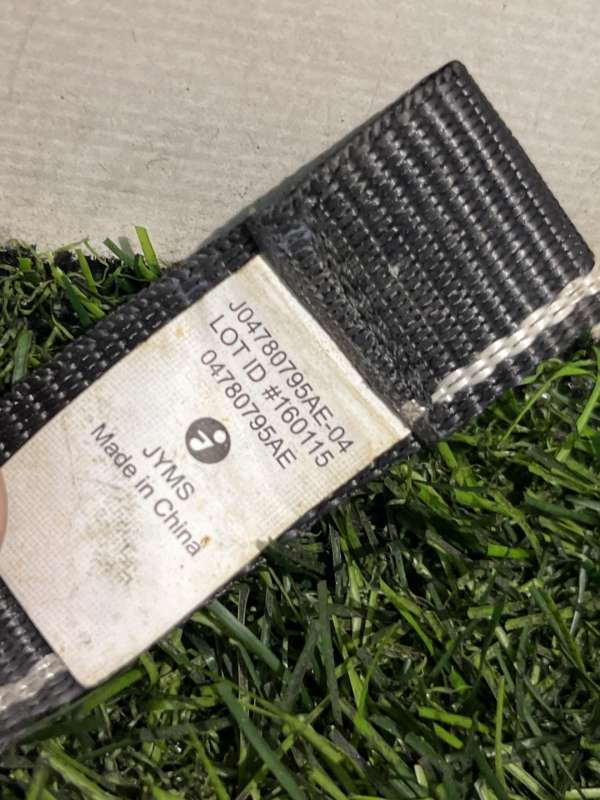 J04780795AE-04
LOT ID #160115
04780795AE
JYMS
Made in China